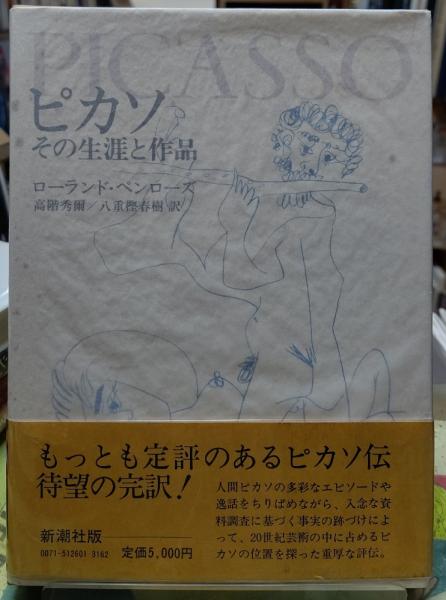 PICASSO
ピカソ
その生涯と作品
ローランド・ペンローズ
高階秀爾/八重樫春樹 訳
もっとも定評のあるピカソ伝
待望の完訳!
人間ピカソの多彩なエピソードや
逸話をちりばめながら、入念な資
料調査に基づく事実の跡づけによ
って、20世紀芸術の中に占めるピ
カソの位置を探った重厚な評伝。
新潮社版
0071-512601-3162 定価5,000円